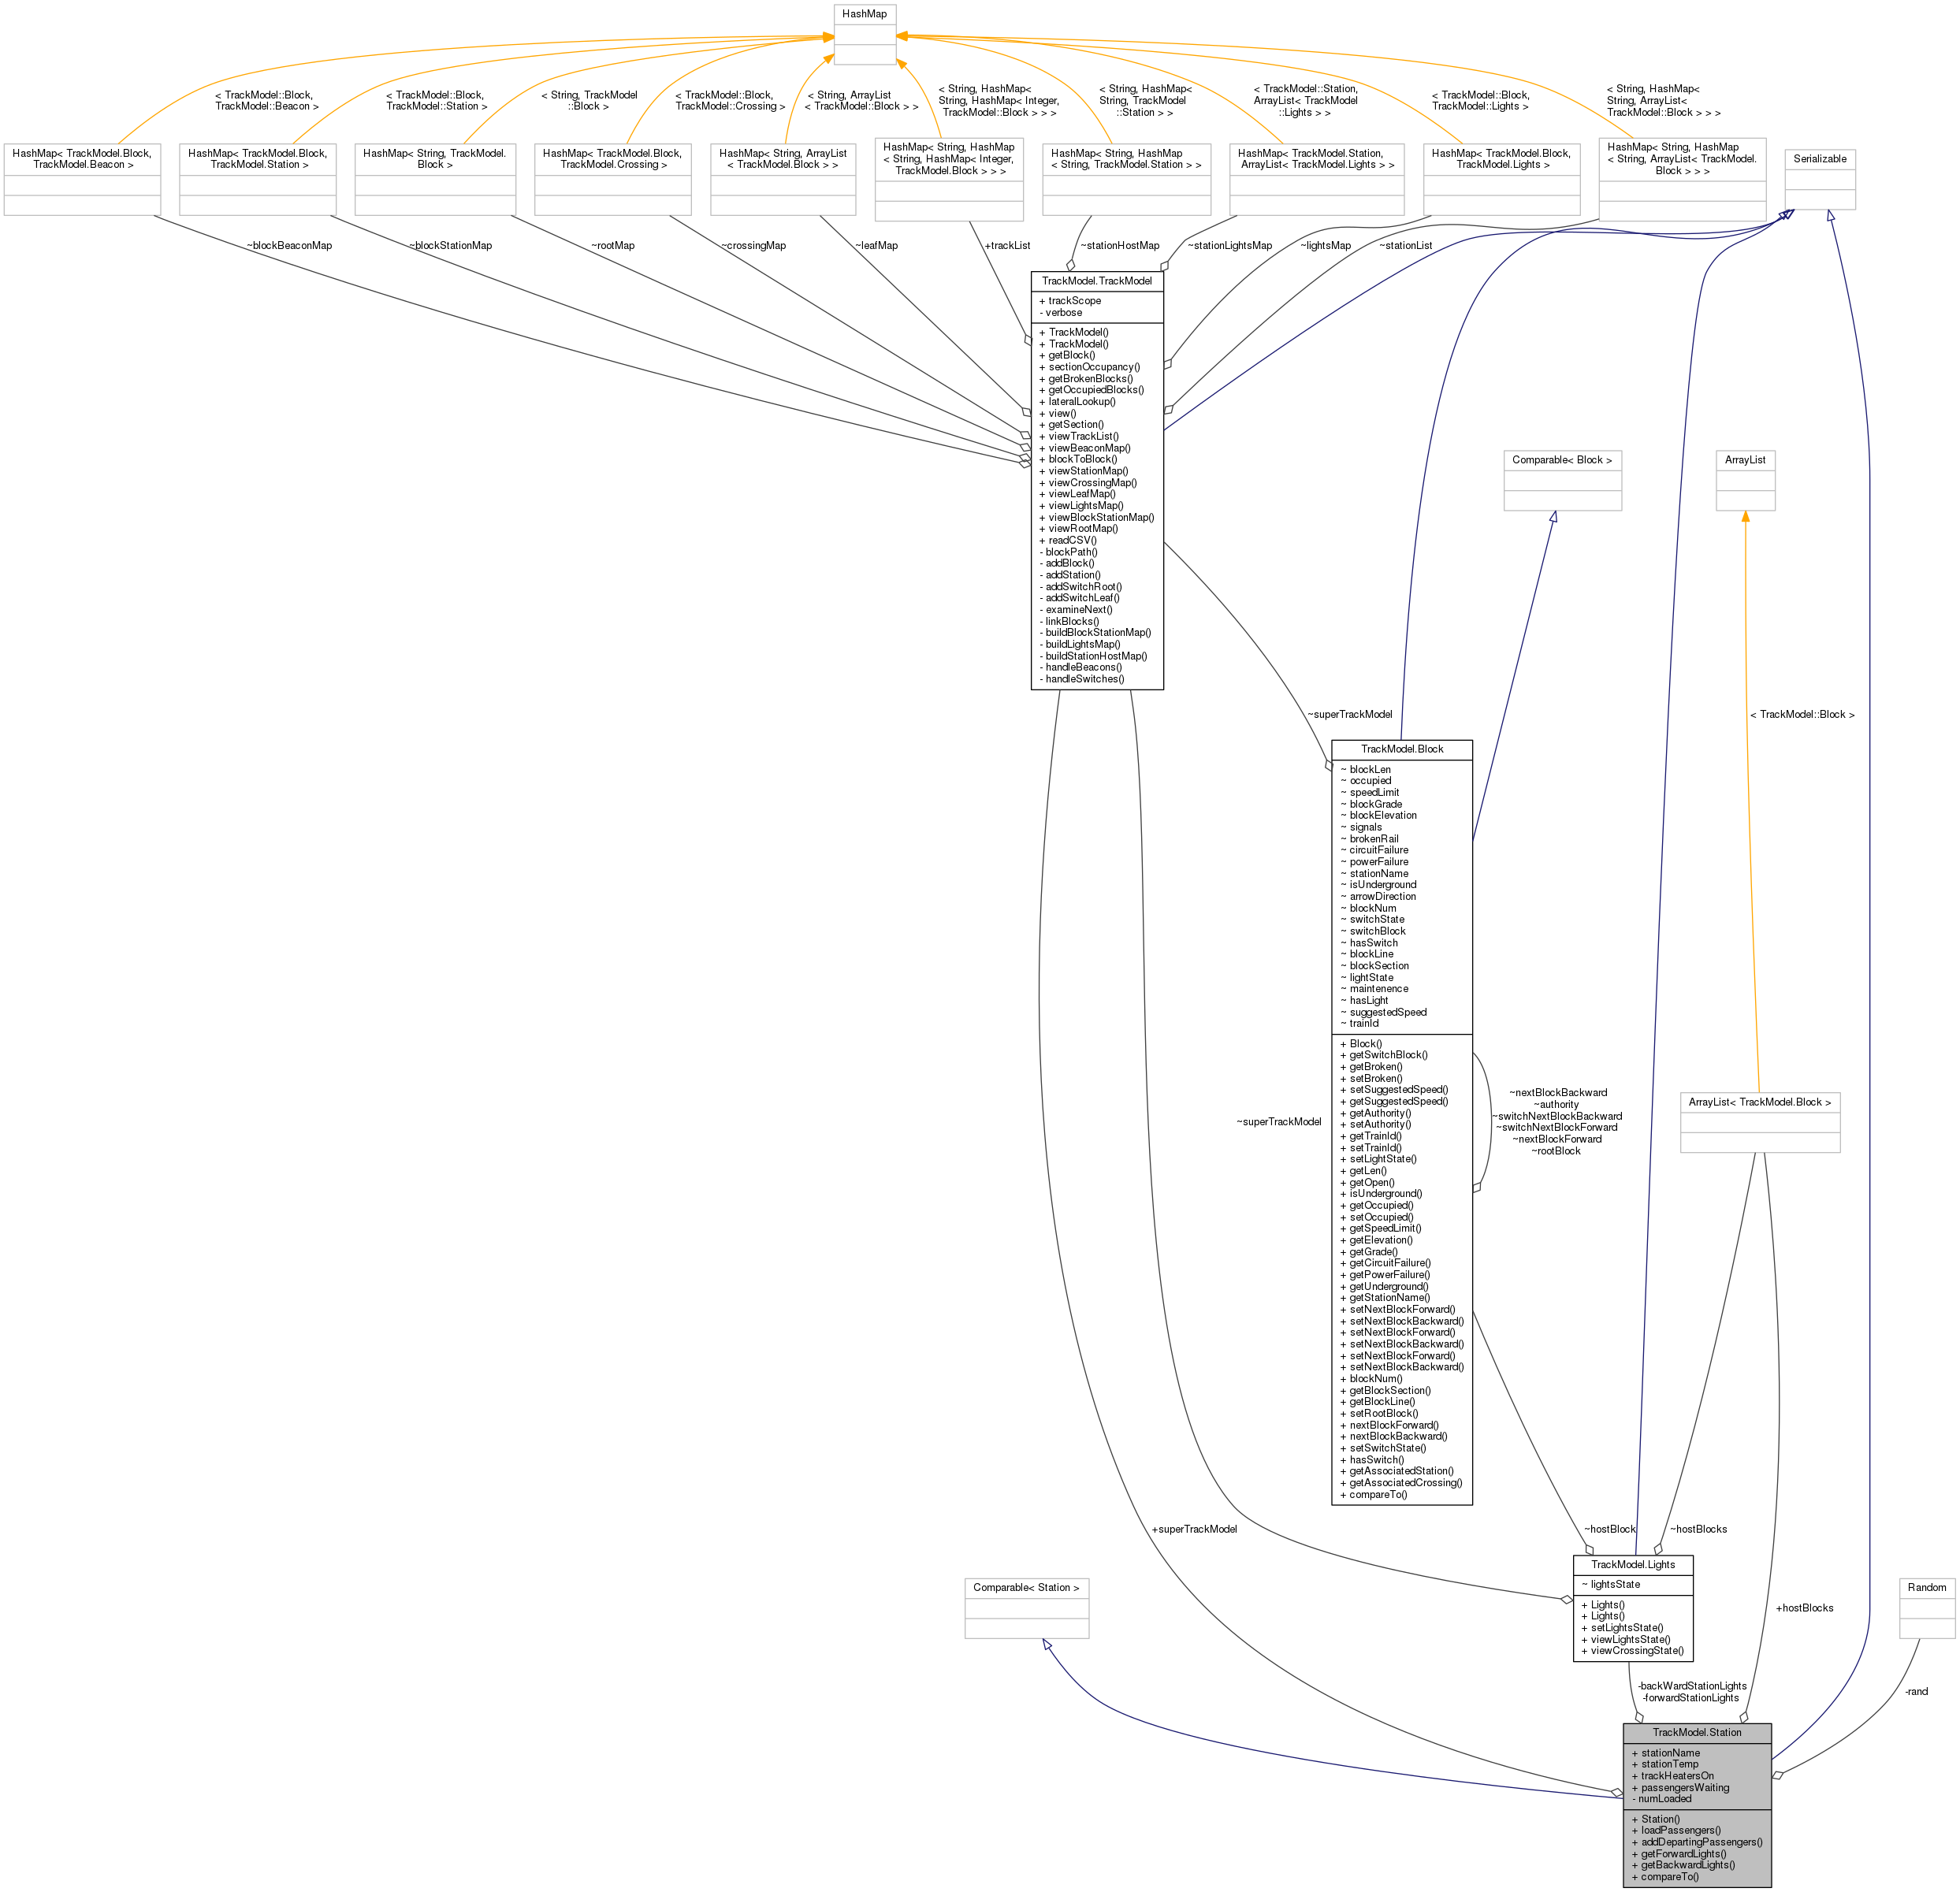 HashMap
< TrackModel::Block,
TrackModel::Beacon >
< TrackModel::Block,
TrackModel::Station >
< String, TrackModel
::Block >
< TrackModel::Block,
TrackModel::Crossing >
< String, ArrayList
< TrackModel::Block > >
< String, HashMap<
String, HashMap< Integer,
TrackModel::Block > > >
< String, HashMap<
String, TrackModel
::Station > >
< TrackModel::Station,
ArrayList< TrackModel
::Lights > >
< TrackModel::Block,
TrackModel::Lights >
< String, HashMap<
String, ArrayList<
TrackModel::Block > > >
HashMap< TrackModel.Block,
TrackModel.Beacon >
HashMap< TrackModel.Block,
TrackModel.Station >
HashMap< String, TrackModel.
Block >
HashMap< TrackModel.Block,
TrackModel.Crossing >
HashMap< String, ArrayList
< TrackModel.Block > >
HashMap< String, HashMap
< String, HashMap< Integer,
TrackModel.Block > > >
HashMap< String, HashMap
< String, TrackModel.Station > >
HashMap< TrackModel.Station,
ArrayList< TrackModel.Lights > >
HashMap< TrackModel.Block,
TrackModel.Lights >
HashMap< String, HashMap
< String, ArrayList< TrackModel.
Block > > >
Serializable
~blockBeaconMap
~blockStationMap
~rootMap
~crossingMap
~leafMap
+trackList
~stationHostMap
~stationLightsMap
~lightsMap
~stationList
TrackModel.TrackModel
+ trackScope
- verbose
+ TrackModel()
+ TrackModel()
+ getBlock()
+ sectionOccupancy()
+ getBrokenBlocks()
+ getOccupiedBlocks()
+ lateralLookup()
+ view()
+ getSection()
+ viewTrackList()
+ viewBeaconMap()
+ blockToBlock()
+ viewStationMap()
+ viewCrossingMap()
+ viewLeafMap()
+ viewLightsMap()
+ viewBlockStationMap()
+ viewRootMap()
+ readCSV()
- blockPath()
- addBlock()
- addStation()
- addSwitchRoot()
- addSwitchLeaf()
- examineNext()
- linkBlocks()
- buildBlockStationMap()
- buildLightsMap()
- buildStationHostMap()
- handleBeacons()
- handleSwitches()
Comparable< Block >
ArrayList
~superTrackModel
< TrackModel::Block >
TrackModel.Block
~ blockLen
~ occupied
~ speedLimit
~ blockGrade
~ blockElevation
~ signals
~ brokenRail
~ circuitFailure
~ powerFailure
~ stationName
~ isUnderground
~ arrowDirection
~ blockNum
~ switchState
~ switchBlock
~ hasSwitch
~ blockLine
~ blockSection
~ lightState
~ maintenence
~ hasLight
~ suggestedSpeed
~ trainId
+ Block()
+ getSwitchBlock()
+ getBroken()
+ setBroken()
+ setSuggestedSpeed()
+ getSuggestedSpeed()
+ getAuthority()
+ setAuthority()
+ getTrainId()
+ setTrainId()
+ setLightState()
+ getLen()
+ getOpen()
+ isUnderground()
+ getOccupied()
+ setOccupied()
+ getSpeedLimit()
+ getElevation()
+ getGrade()
+ getCircuitFailure()
+ getPowerFailure()
+ getUnderground()
+ getStationName()
+ setNextBlockForward()
+ setNextBlockBackward()
+ setNextBlockForward()
+ setNextBlockBackward()
+ setNextBlockForward()
+ setNextBlockBackward()
+ blockNum()
+ getBlockSection()
+ getBlockLine()
+ setRootBlock()
+ nextBlockForward()
+ nextBlockBackward()
+ setSwitchState()
+ hasSwitch()
+ getAssociatedStation()
+ getAssociatedCrossing()
+ compareTo()
~nextBlockBackward
~authority
~switchNextBlockBackward
~switchNextBlockForward
~nextBlockForward
~rootBlock
ArrayList< TrackModel.Block >
~superTrackModel
+superTrackModel
~hostBlock
~hostBlocks
TrackModel.Lights
~ lightsState
+ Lights()
+ Lights()
+ setLightsState()
+ viewLightsState()
+ viewCrossingState()
Comparable< Station >
+hostBlocks
Random
-backWardStationLights
-forwardStationLights
-rand
TrackModel.Station
+ stationName
+ stationTemp
+ trackHeatersOn
+ passengersWaiting
- numLoaded
+ Station()
+ loadPassengers()
+ addDepartingPassengers()
+ getForwardLights()
+ getBackwardLights()
+ compareTo()